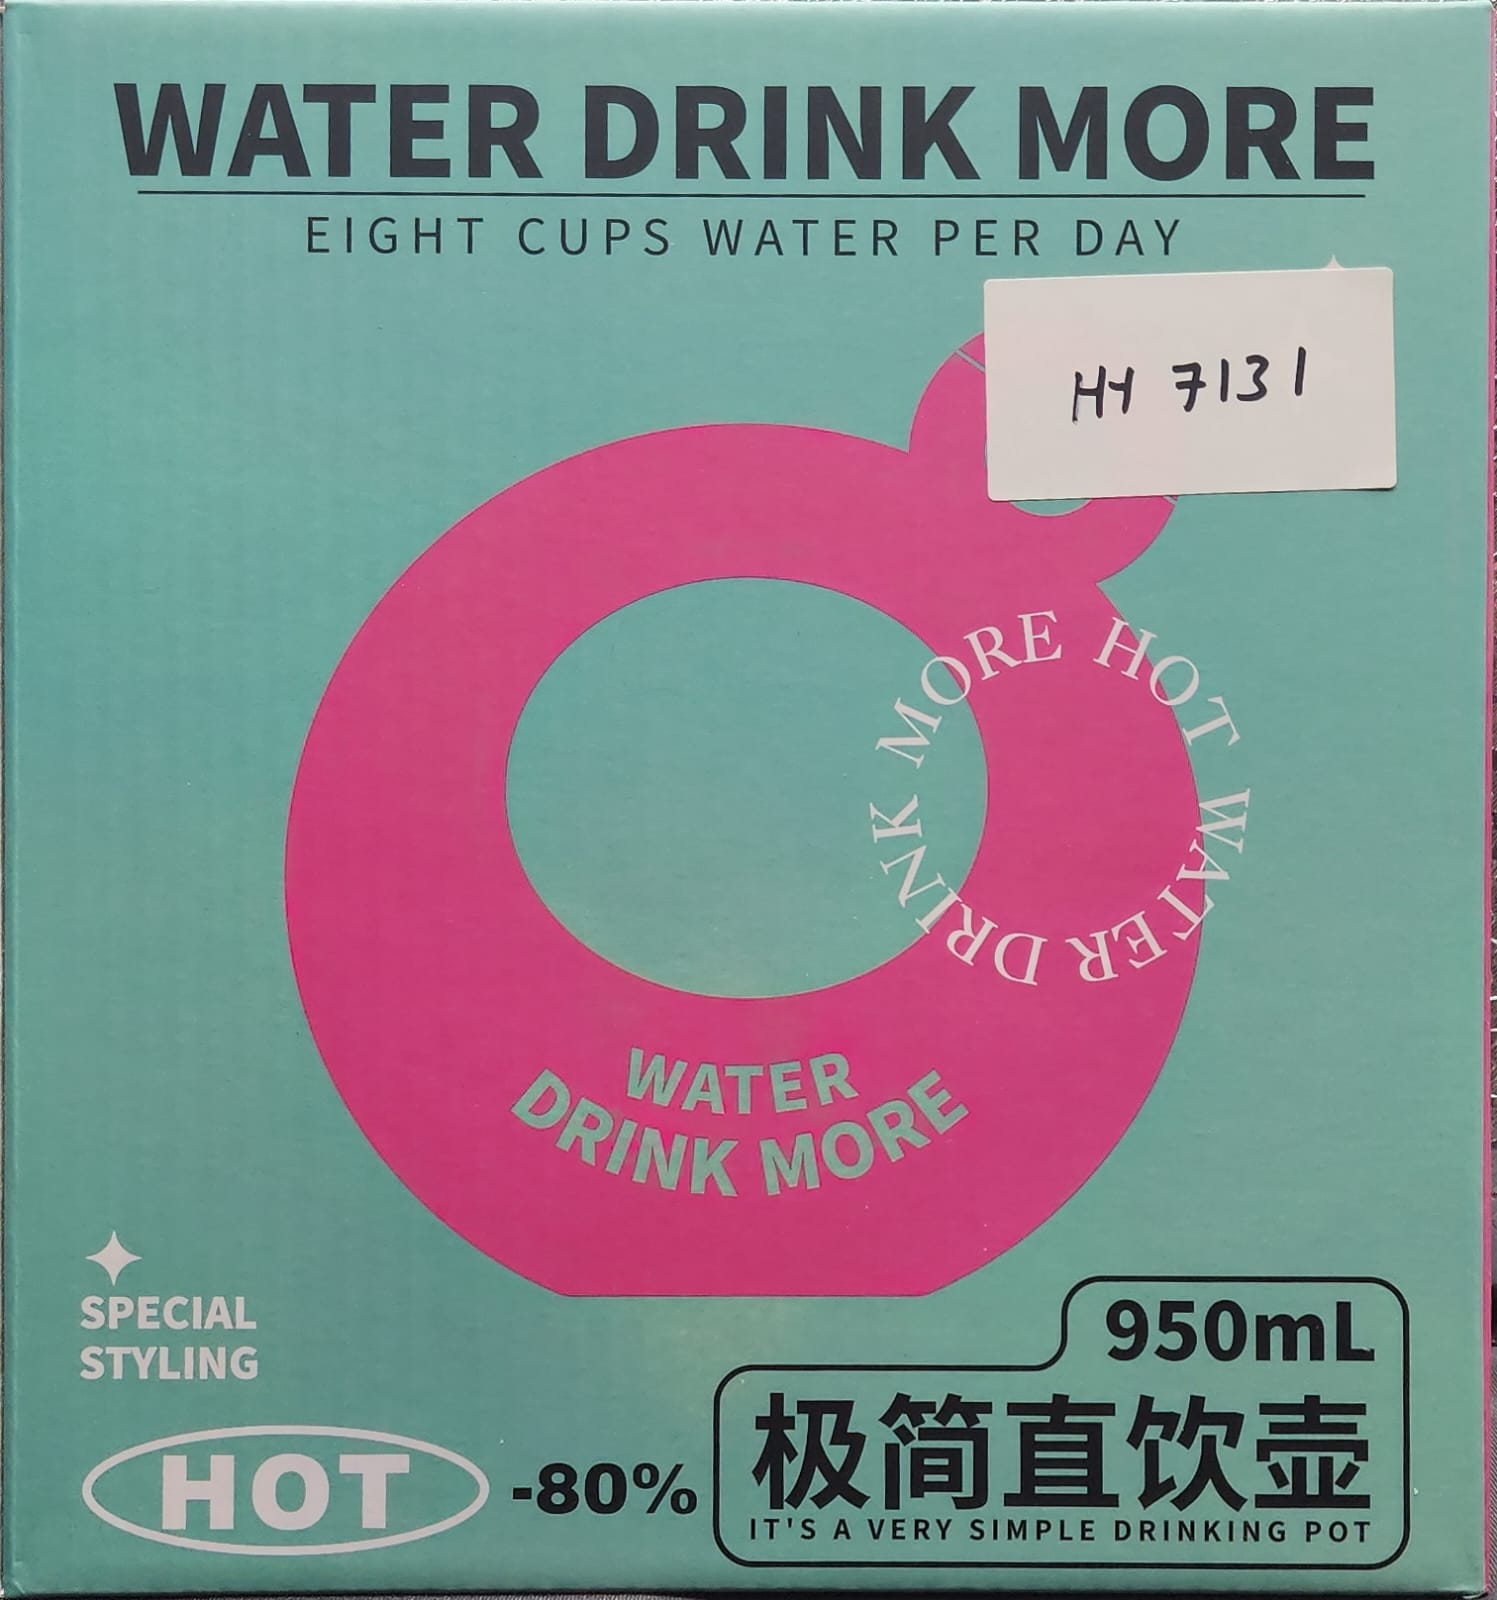 WATER DRINK MORE
EIGHT CUPS WATER PER DAY
HY 7131
DRINK MORE HOT WATER
WATER
DRINK MORE
SPECIAL
STYLING
HOT
-80%
950mL
极简直饮壶
IT'S A VERY SIMPLE DRINKING POT